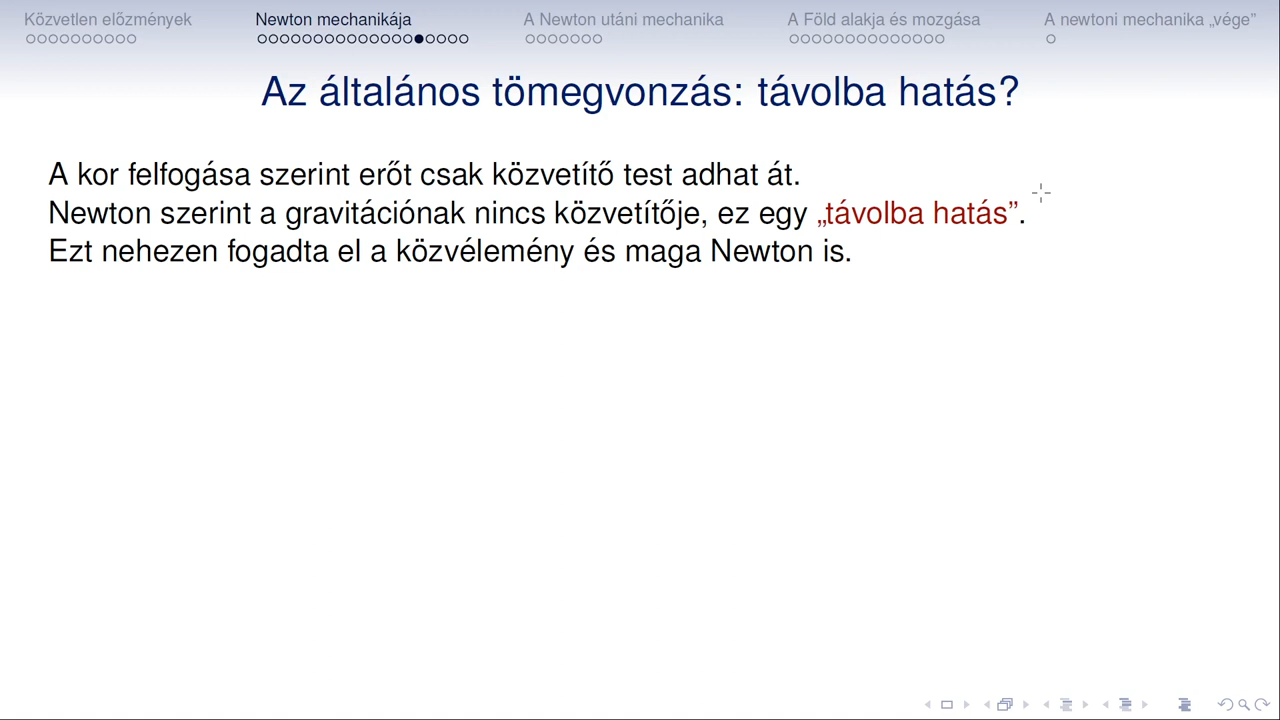 Közvetlen előzmények
Newton mechanikája
A Newton utáni mechanika
A Föld alakja és mozgása
A newtoni mechanika „vége”
Az általános tömegvonzás: távolba hatás?
A kor felfogása szerint erőt csak közvetítő test adhat át.
Newton szerint a gravitációnak nincs közvetítője, ez egy „távolba hatás”.
Ezt nehezen fogadta el a közvélemény és maga Newton is.